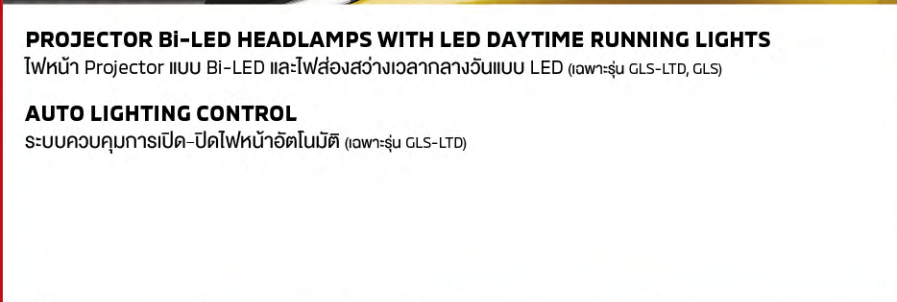 PROJECTOR Bi-LED HEADLAMPS WITH LED DAYTIME RUNNING LIGHTS
ไฟหน้า Projector แบบ Bi-LED และไฟส่องสว่างเวลากลางวันแบบ LED (เฉพาะรุ่น GLS-LTD, GLS)
AUTO LIGHTING CONTROL
ระบบควบคุมการเปิด-ปิดไฟหน้าอัตโนมัติ (เฉพาะรุ่น GLS-LTD)